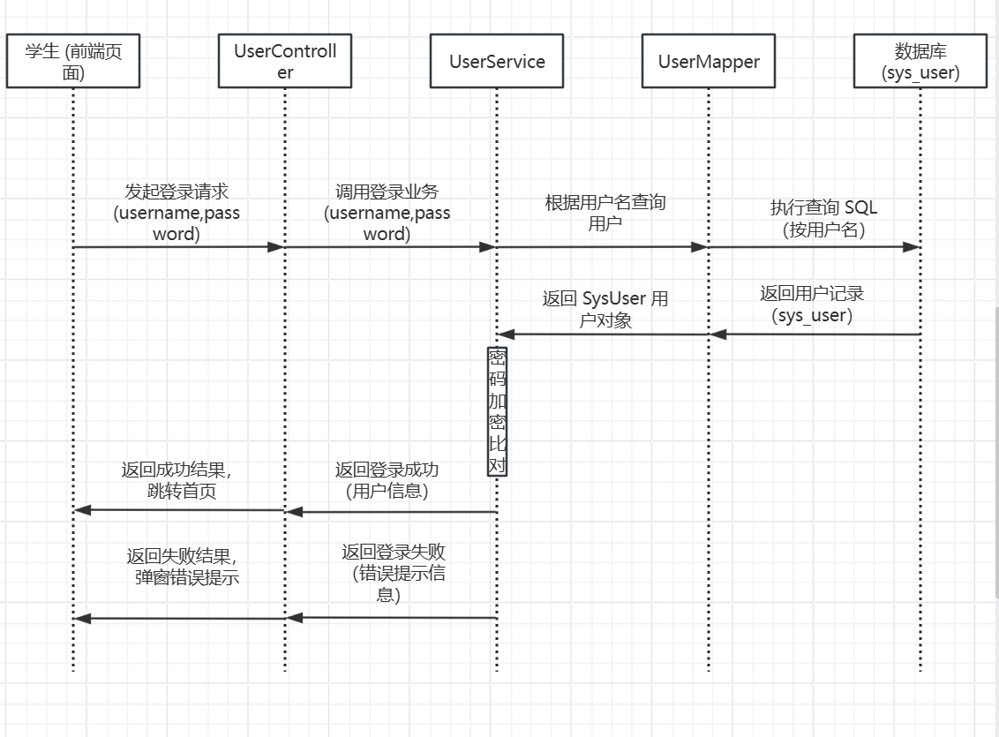 学生 (前端页
面)
UserControll
er
UserService
UserMapper
数据库
(sys_user)
发起登录请求
(username,pass
word)
调用登录业务
(username,pass
word)
根据用户名查询
用户
执行查询 SQL
（按用户名）
返回 SysUser 用
户对象
返回用户记录
（sys_user）
密
码
加
密
比
对
返回成功结果，
跳转首页
返回登录成功
（用户信息）
返回失败结果，
弹窗错误提示
返回登录失败
（错误提示信
息）